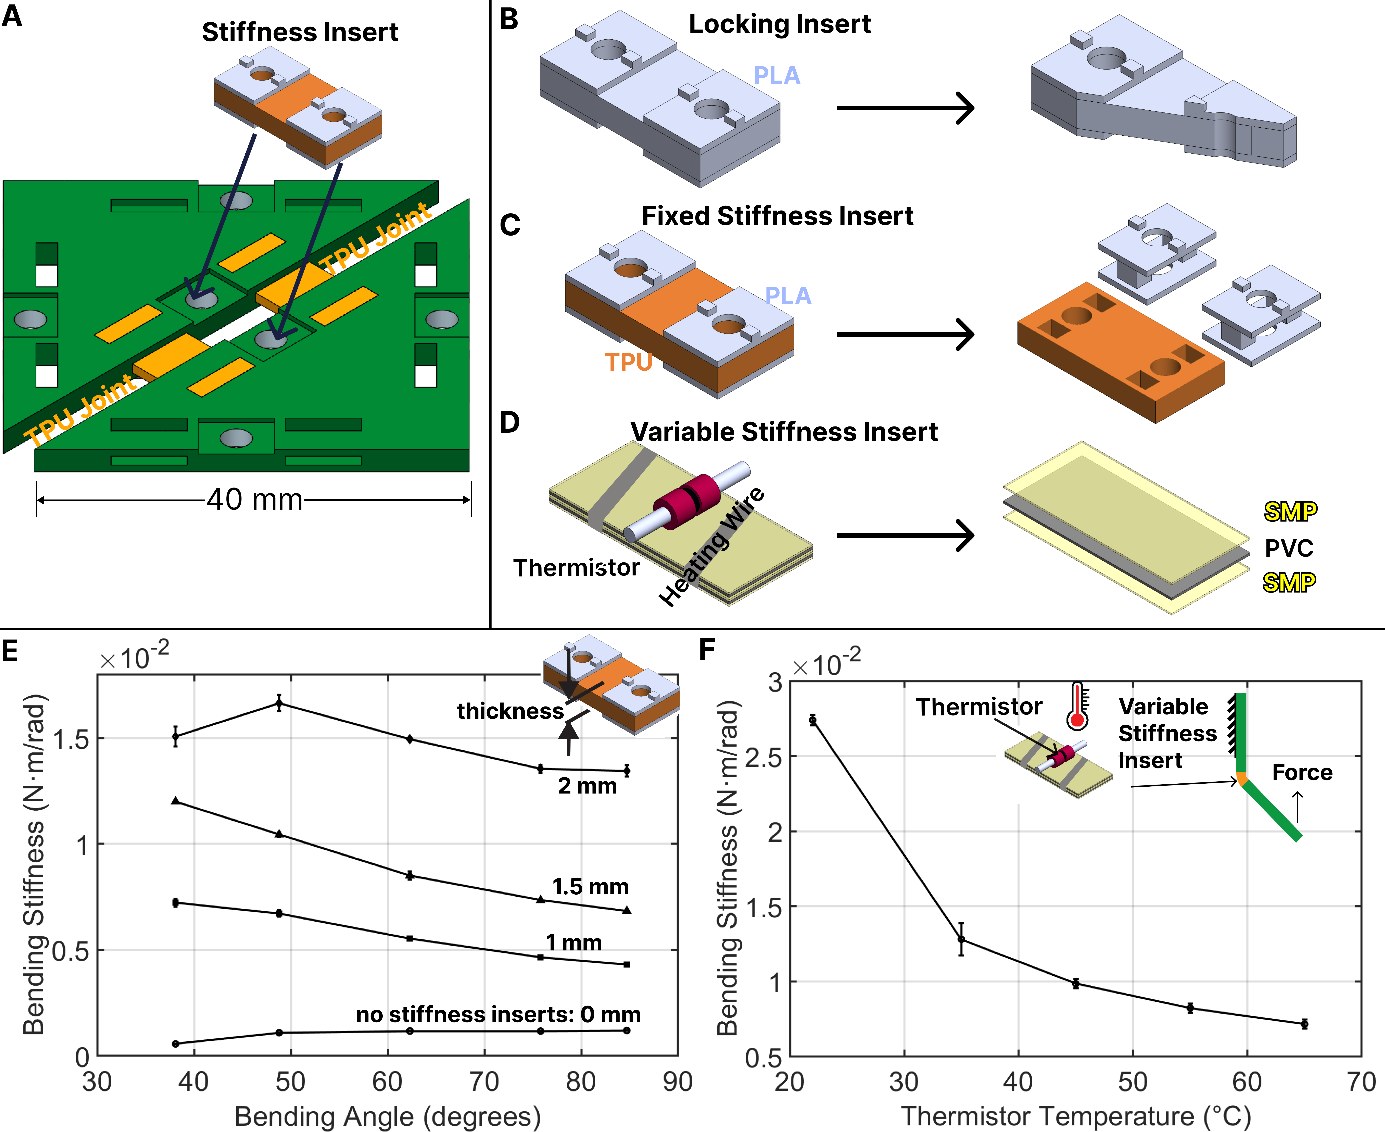 A
Stiffness Insert
TPU Joint
TPU Joint
40 mm
B
Locking Insert
PLA
C
Fixed Stiffness Insert
PLA
TPU
D
Variable Stiffness Insert
Thermistor
Heating Wire
SMP
PVC
SMP
E
×10-2
thickness
2 mm
1.5 mm
1 mm
no stiffness inserts: 0 mm
1.5
1
0.5
0
30 40 50 60 70 80 90
Bending Angle (degrees)
Bending Stiffness (N·m/rad)
F
×10-2
Thermistor
Variable
Stiffness
Insert
Force
3
2.5
2
1.5
1
0.5
20 30 40 50 60 70
Thermistor Temperature (°C)
Bending Stiffness (N·m/rad)